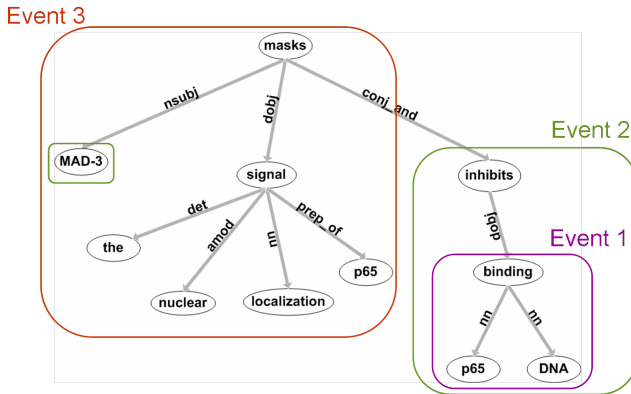 Event 3
masks
nsubj
dobj
conj_and
Event 2
MAD-3
signal
inhibits
det
amod
nn
prep_of
dobj
Event 1
the
nuclear
localization
p65
binding
nn
nn
p65
DNA